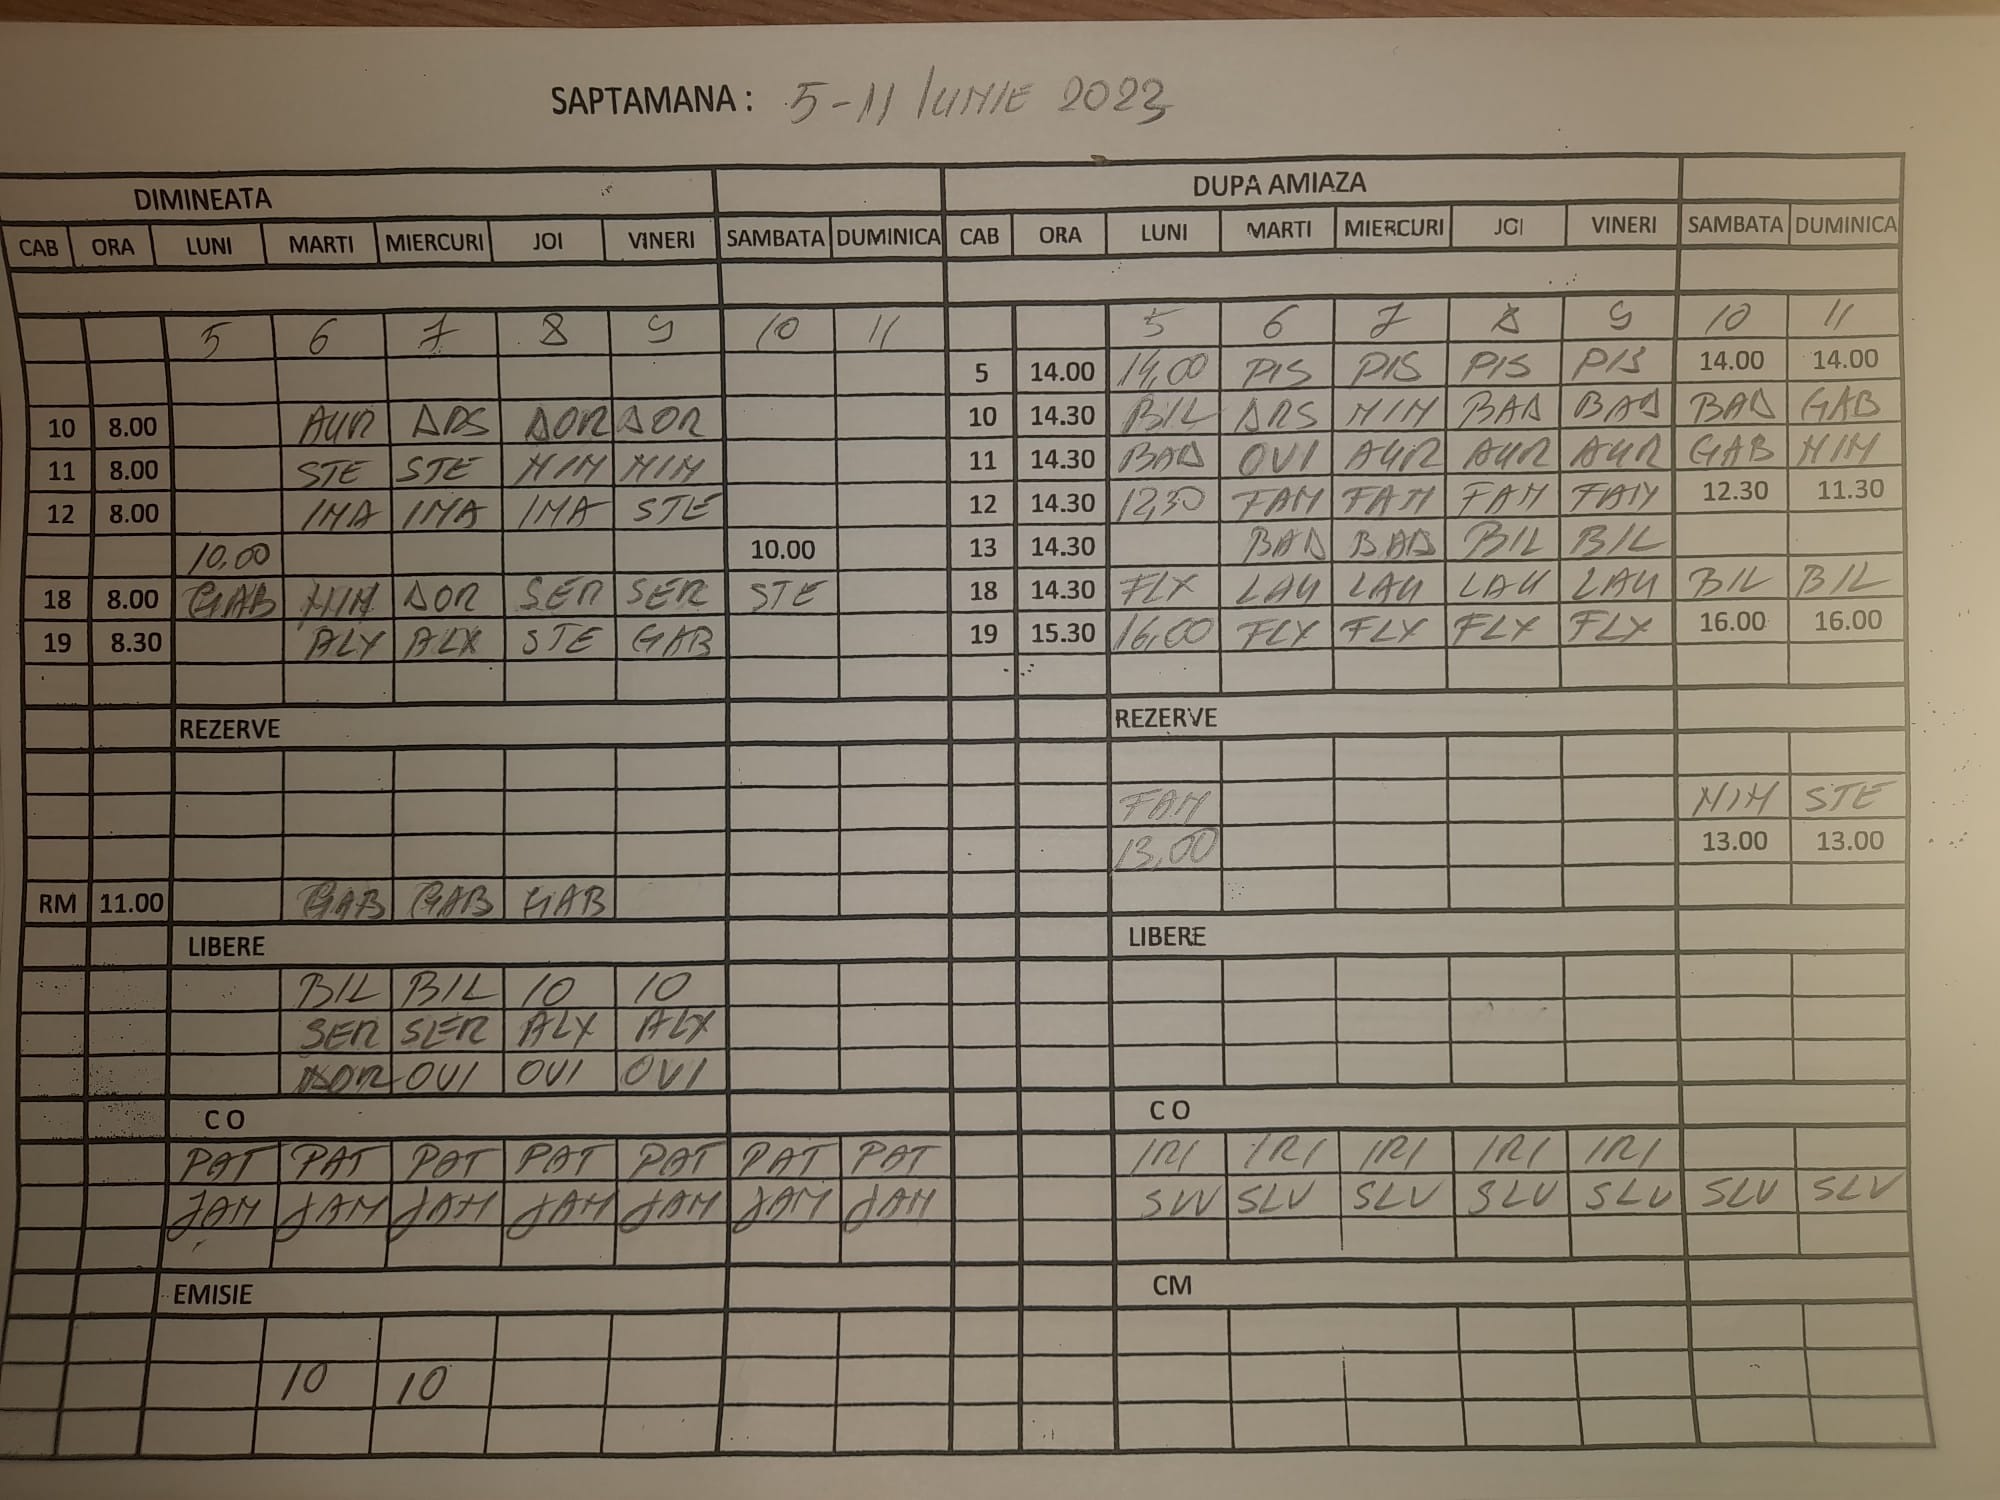 SAPTAMANA : 5-11 IUNIE 2023
DIMINEATA DUPA AMIAZA
CAB ORA LUNI MARTI MIERCURI JOI VINERI SAMBATA DUMINICA CAB ORA LUNI MARTI MIERCURI JOI VINERI SAMBATA DUMINICA
5 6 7 8 9 10 11 5 6 7 8 9 10 11
5 14.00 14,00 PIS PIS PIS PIS 14.00 14.00
10 8.00 AUR DRS DOR DOR 10 14.30 BIL DRS MIM BAD BAD BAD GAB
11 8.00 STE STE MIM MIM 11 14.30 BAD OVI AUR AUR AUR GAB MIM
12 8.00 IMA IMA IMA STE 12 14.30 12,30 FAM FAM FAM FAM 12.30 11.30
10,00 10.00 13 14.30 BAD BAD BIL BIL
18 8.00 GAB MIM DOR SER SER STE 18 14.30 FLX LAU LAU LAU LAU BIL BIL
19 8.30 ALX ALX STE GAB 19 15.30 16,00 FLX FLX FLX FLX 16.00 16.00
REZERVE REZERVE
FAM MIM STE
13,00 13.00 13.00
RM 11.00 GAB GAB GAB
LIBERE LIBERE
BIL BIL IO IO
SER SER ALX ALX
DOR OVI OVI OVI
C O C O
PAT PAT PAT PAT PAT PAT PAT IRI IRI IRI IRI IRI
JAM JAM JAM JAM JAM JAM JAM SLV SLV SLV SLV SLV SLV SLV
EMISIE CM
IO IO